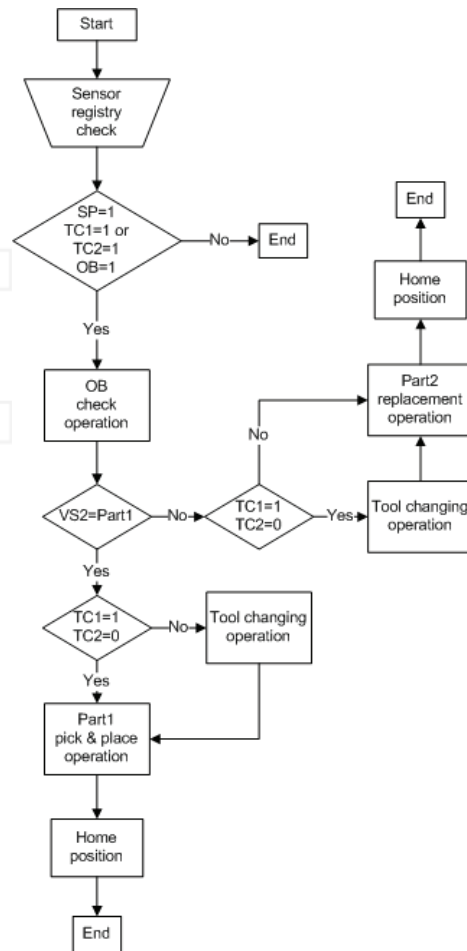 Start
Sensor
registry
check
SP=1
TC1=1 or
TC2=1
OB=1
No
End
Yes
OB
check
operation
VS2=Part1
No
TC1=1
TC2=0
No
Yes
Tool changing
operation
Part2
replacement
operation
Home
position
End
Yes
TC1=1
TC2=0
No
Tool changing
operation
Yes
Part1
pick & place
operation
Home
position
End